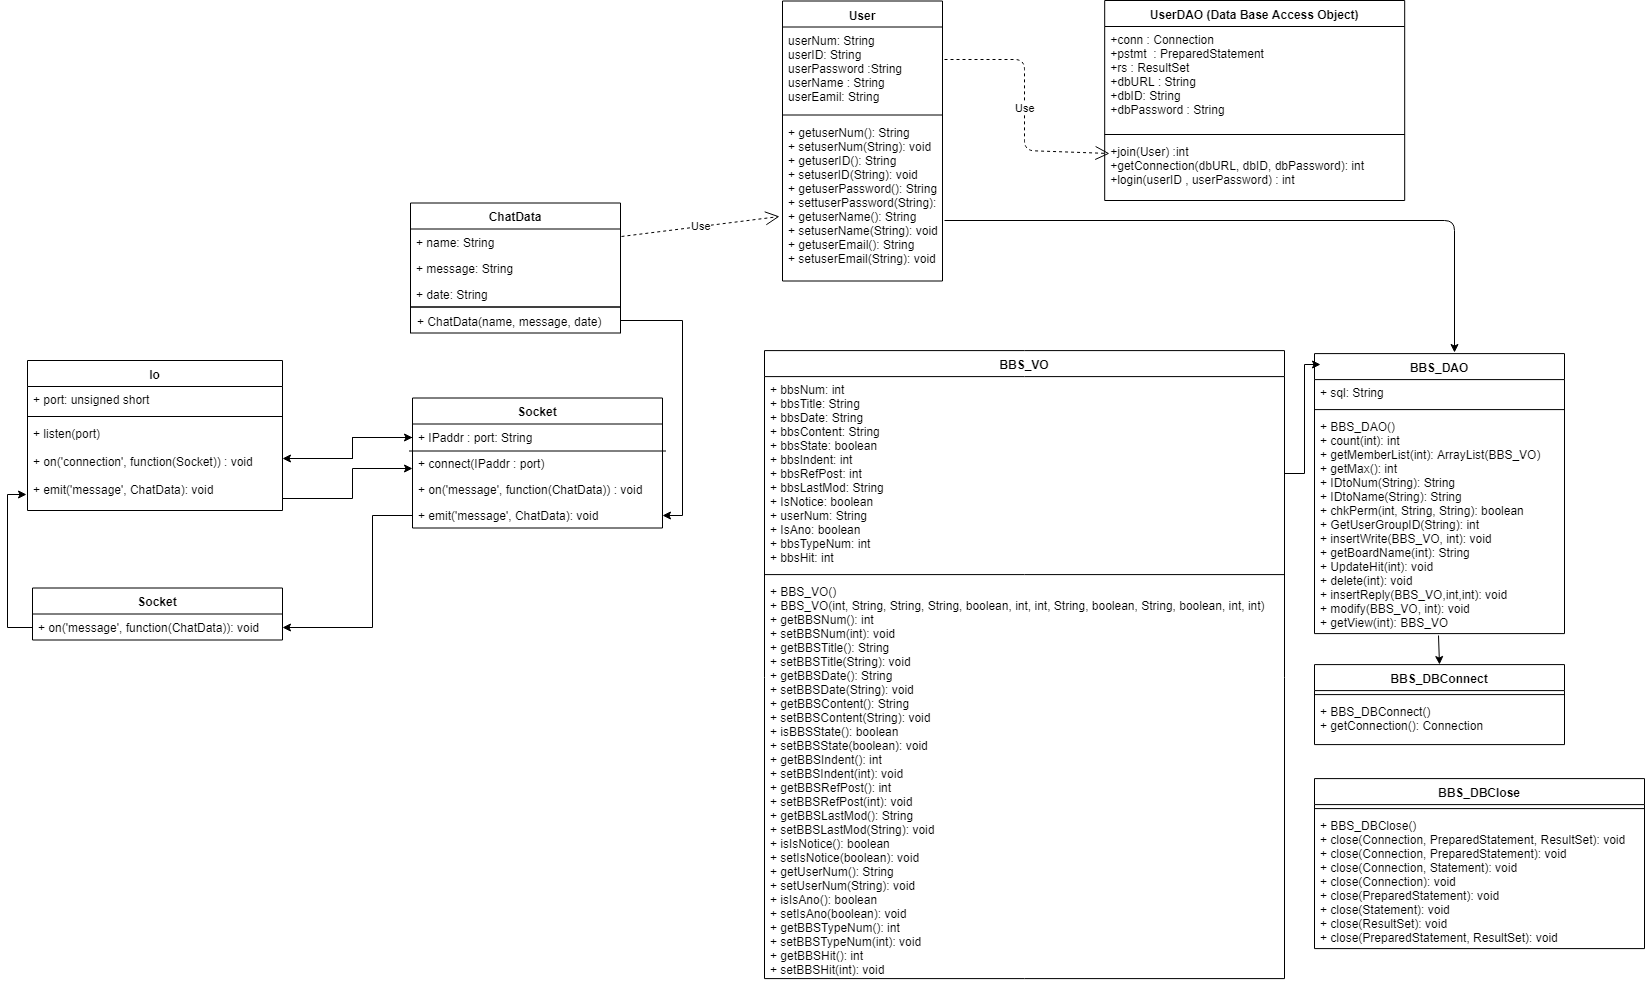 User
userNum: String
userID: String
userPassword :String
userName : String
userEamil: String
+ getuserNum(): String
+ setuserNum(String): void
+ getuserID(): String
+ setuserID(String): void
+ getuserPassword(): String
+ settuserPassword(String):
+ getuserName(): String
+ setuserName(String): void
+ getuserEmail(): String
+ setuserEmail(String): void
UserDAO (Data Base Access Object)
+conn : Connection
+pstmt : PreparedStatement
+rs : ResultSet
+dbURL : String
+dbID: String
+dbPassword : String
+join(User) :int
+getConnection(dbURL, dbID, dbPassword): int
+login(userID , userPassword) : int
Use
Use
ChatData
+ name: String
+ message: String
+ date: String
+ ChatData(name, message, date)
Io
+ port: unsigned short
+ listen(port)
+ on('connection', function(Socket)) : void
+ emit('message', ChatData): void
Socket
+ IPaddr : port: String
+ connect(IPaddr : port)
+ on('message', function(ChatData)) : void
+ emit('message', ChatData): void
Socket
+ on('message', function(ChatData)): void
BBS_VO
+ bbsNum: int
+ bbsTitle: String
+ bbsDate: String
+ bbsContent: String
+ bbsState: boolean
+ bbsIndent: int
+ bbsRefPost: int
+ bbsLastMod: String
+ IsNotice: boolean
+ userNum: String
+ IsAno: boolean
+ bbsTypeNum: int
+ bbsHit: int
+ BBS_VO()
+ BBS_VO(int, String, String, String, boolean, int, int, String, boolean, String, boolean, int, int)
+ getBBSNum(): int
+ setBBSNum(int): void
+ getBBSTitle(): String
+ setBBSTitle(String): void
+ getBBSDate(): String
+ setBBSDate(String): void
+ getBBSContent(): String
+ setBBSContent(String): void
+ isBBSState(): boolean
+ setBBSState(boolean): void
+ getBBSIndent(): int
+ setBBSIndent(int): void
+ getBBSRefPost(): int
+ setBBSRefPost(int): void
+ getBBSLastMod(): String
+ setBBSLastMod(String): void
+ isIsNotice(): boolean
+ setIsNotice(boolean): void
+ getUserNum(): String
+ setUserNum(String): void
+ isIsAno(): boolean
+ setIsAno(boolean): void
+ getBBSTypeNum(): int
+ setBBSTypeNum(int): void
+ getBBSHit(): int
+ setBBSHit(int): void
BBS_DAO
+ sql: String
+ BBS_DAO()
+ count(int): int
+ getMemberList(int): ArrayList(BBS_VO)
+ getMax(): int
+ IDtoNum(String): String
+ IDtoName(String): String
+ chkPerm(int, String, String): boolean
+ GetUserGroupID(String): int
+ insertWrite(BBS_VO, int): void
+ getBoardName(int): String
+ UpdateHit(int): void
+ delete(int): void
+ insertReply(BBS_VO,int,int): void
+ modify(BBS_VO, int): void
+ getView(int): BBS_VO
BBS_DBConnect
+ BBS_DBConnect()
+ getConnection(): Connection
BBS_DBClose
+ BBS_DBClose()
+ close(Connection, PreparedStatement, ResultSet): void
+ close(Connection, PreparedStatement): void
+ close(Connection, Statement): void
+ close(Connection): void
+ close(PreparedStatement): void
+ close(Statement): void
+ close(ResultSet): void
+ close(PreparedStatement, ResultSet): void